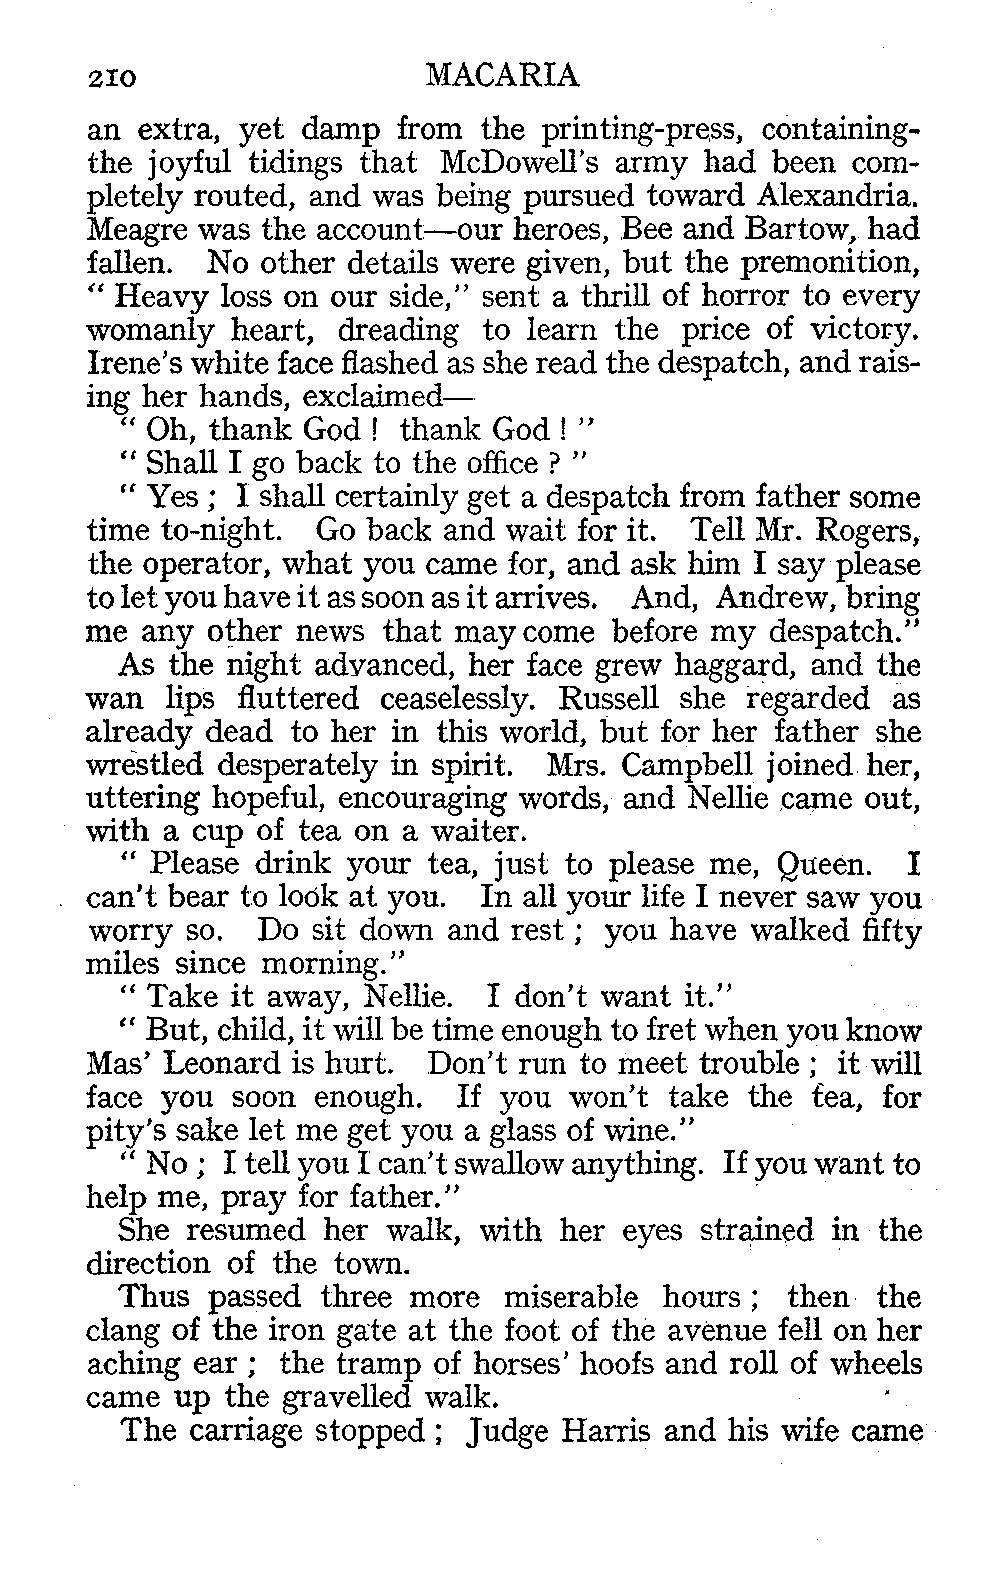 210 MACARIA
an extra, yet damp from the printing-press, containing-
the joyful tidings that McDowell's army had been com-
pletely routed, and was being pursued toward Alexandria.
Meagre was the account—our heroes, Bee and Bartow, had
fallen. No other details were given, but the premonition,
“ Heavy loss on our side,” sent a thrill of horror to every
womanly heart, dreading to learn the price of victory.
Irene's white face flashed as she read the despatch, and rais-
ing her hands, exclaimed—
“ Oh, thank God ! thank God ! ”
“ Shall I go back to the office ? ”
“ Yes ; I shall certainly get a despatch from father some
time to-night. Go back and wait for it. Tell Mr. Rogers,
the operator, what you came for, and ask him I say please
to let you have it as soon as it arrives. And, Andrew, bring
me any other news that may come before my despatch.”
As the night advanced, her face grew haggard, and the
wan lips fluttered ceaselessly. Russell she regarded as
already dead to her in this world, but for her father she
wrestled desperately in spirit. Mrs. Campbell joined her,
uttering hopeful, encouraging words, and Nellie came out,
with a cup of tea on a waiter.
“ Please drink your tea, just to please me, Queen. I
can't bear to look at you. In all your life I never saw you
worry so. Do sit down and rest ; you have walked fifty
miles since morning.”
“ Take it away, Nellie. I don't want it.”
“ But, child, it will be time enough to fret when you know
Mas' Leonard is hurt. Don't run to meet trouble ; it will
face you soon enough. If you won't take the tea, for
pity's sake let me get you a glass of wine.”
“ No ; I tell you I can't swallow anything. If you want to
help me, pray for father.”
She resumed her walk, with her eyes strained in the
direction of the town.
Thus passed three more miserable hours ; then the
clang of the iron gate at the foot of the avenue fell on her
aching ear ; the tramp of horses' hoofs and roll of wheels
came up the gravelled walk.
The carriage stopped ; Judge Harris and his wife came